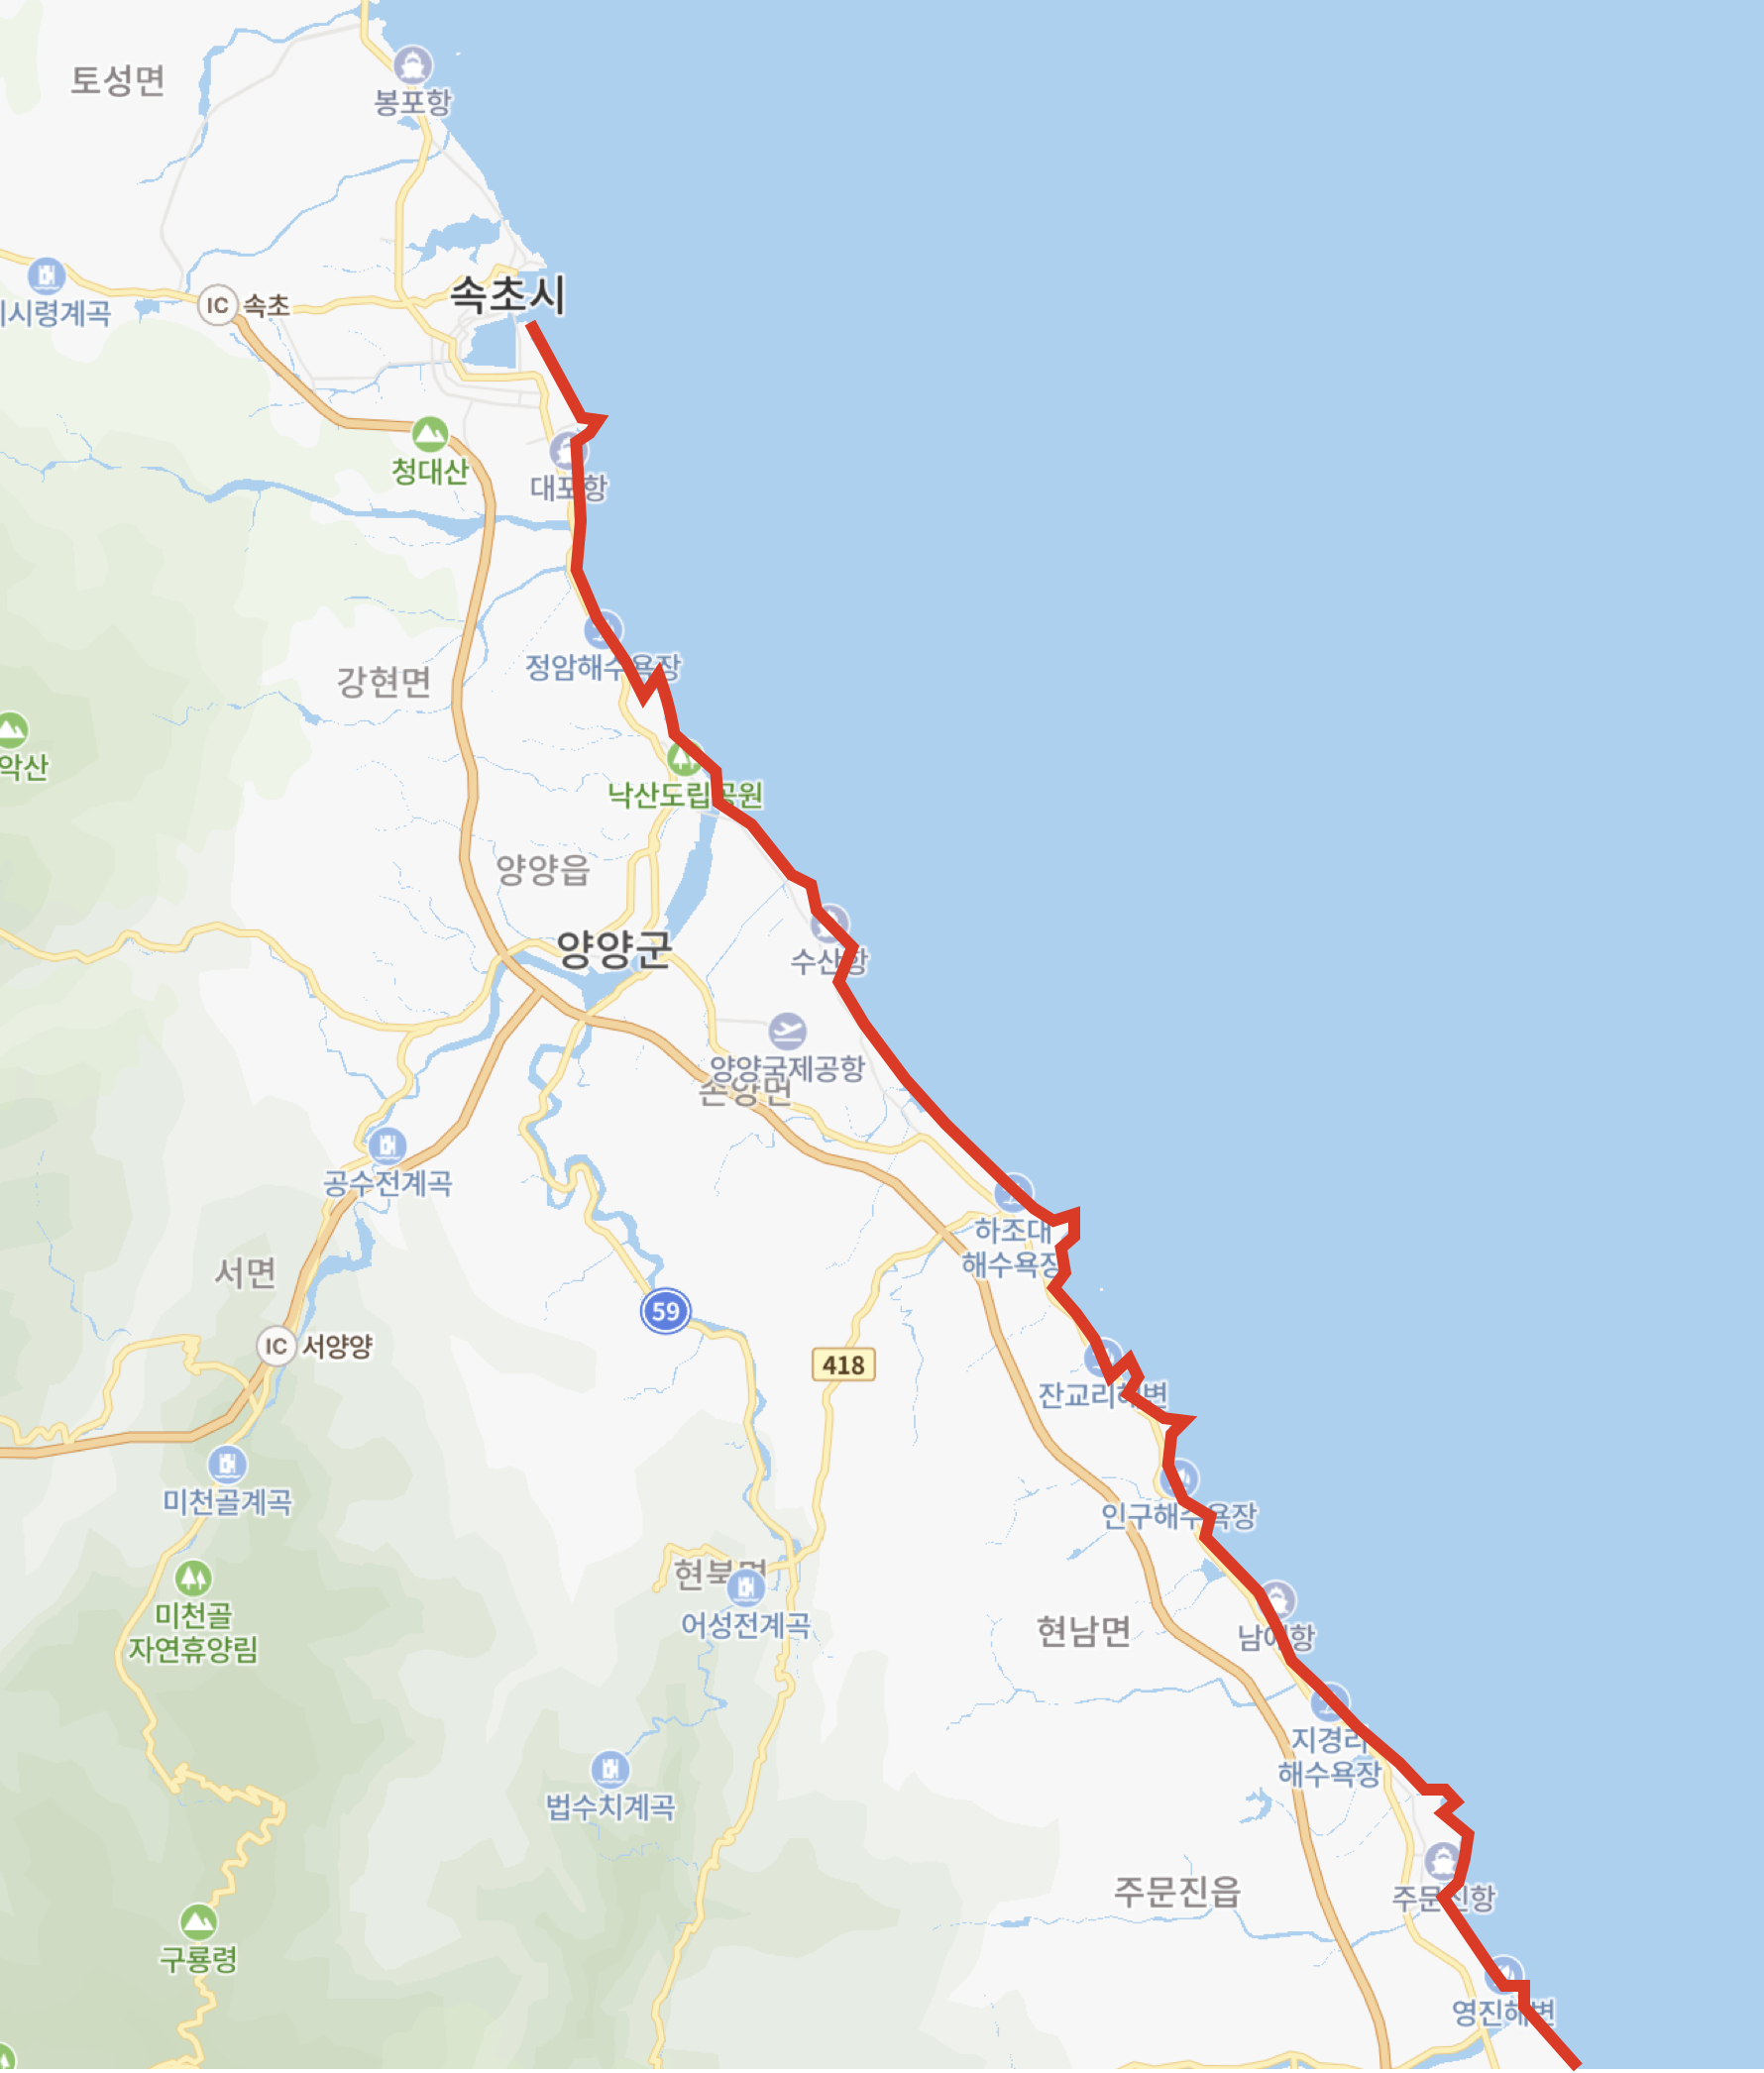 토성면
봉포항
시령계곡
IC 속초
속초시
청대산
대포항
정암해수욕장
강현면
악산
낙산도립공원
양양읍
양양군
수산항
양양국제공항
손양면
공수전계곡
하조대
해수욕장
서면
59
IC 서양양
418
잔교리해변
미천골계곡
인구해수욕장
현북면
어성전계곡
미천골
자연휴양림
현남면
남애항
지경리
해수욕장
법수치계곡
주문진읍
주문진항
구룡령
영진해변